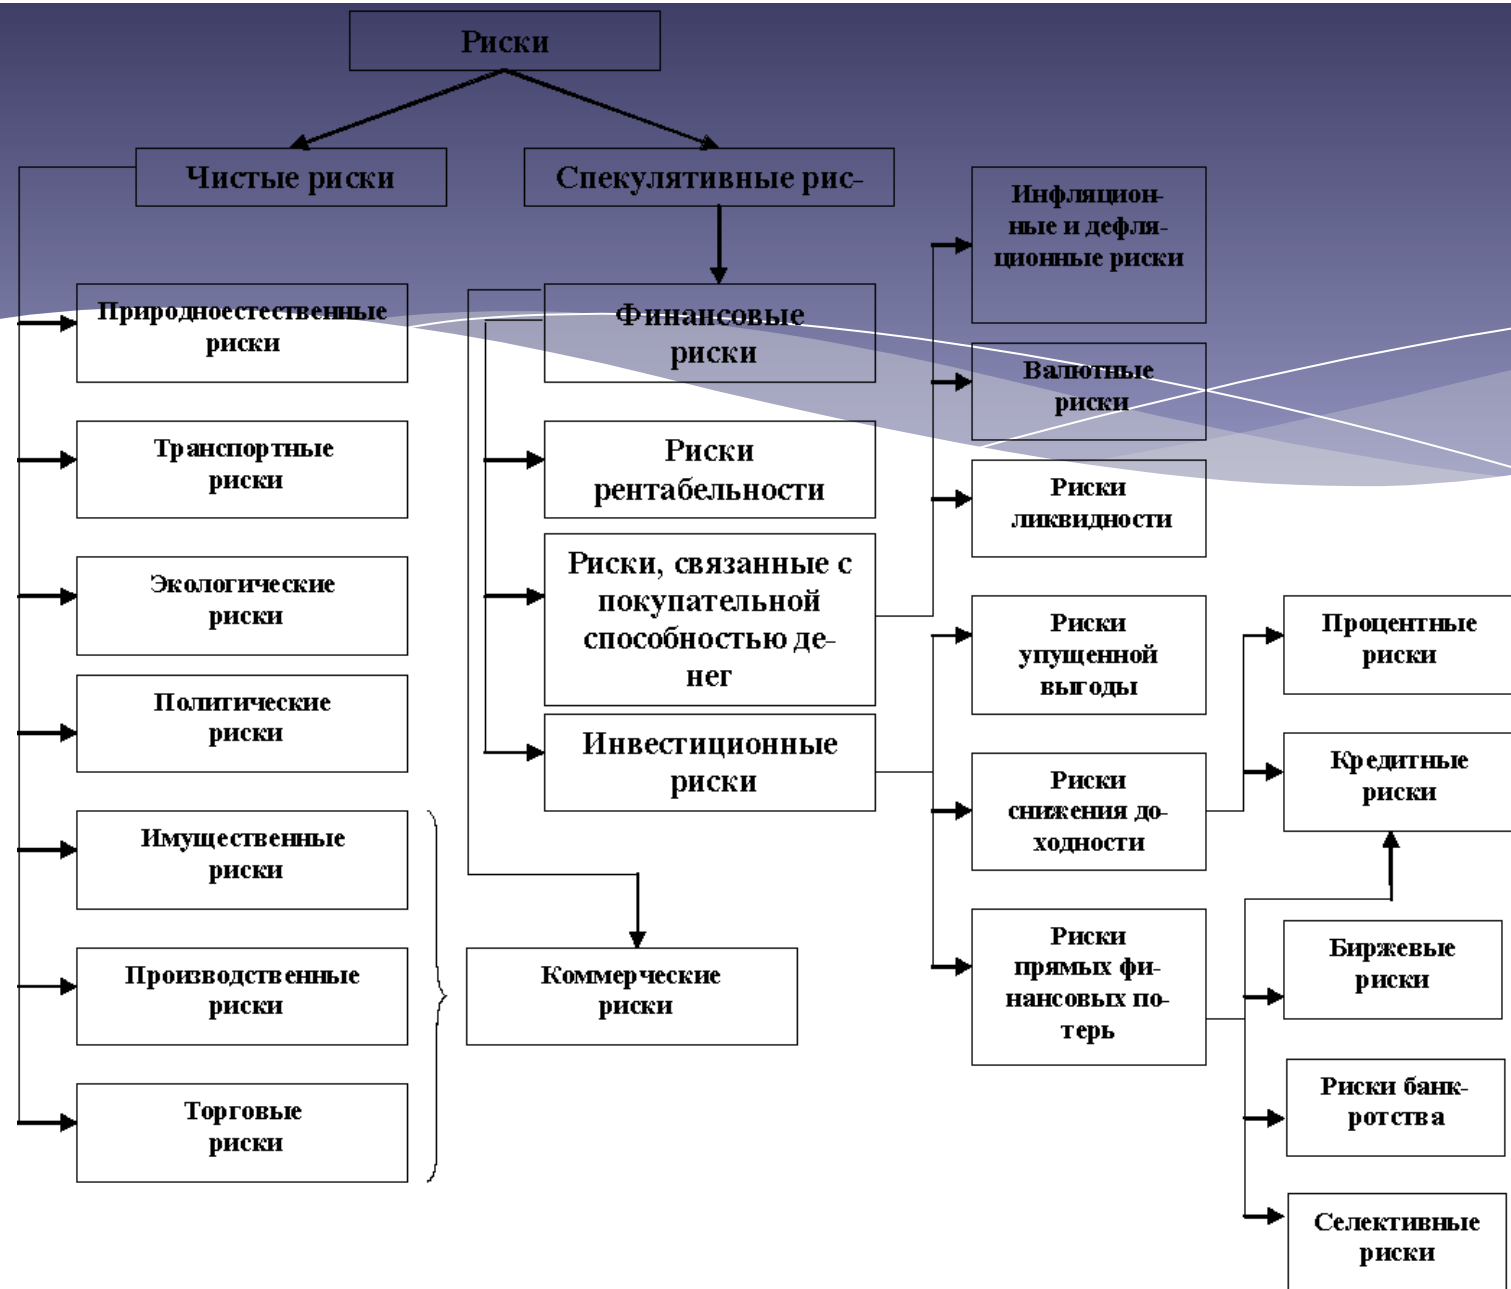 Риски
Чистые риски
Спекулятивные рис-
Природноестественные
риски
Транспортные
риски
Экологические
риски
Политические
риски
Имущественные
риски
Производственные
риски
Торговые
риски
Финансовые
риски
Риски
рентабельности
Риски, связанные с
покупательной
способностью де-
нег
Инвестиционные
риски
Коммерческие
риски
Инфляцион-
ные и дефля-
ционные риски
Валютные
риски
Риски
ликвидности
Риски
упущенной
выгоды
Риски
снижения до-
ходности
Риски
прямых фи-
нансовых по-
терь
Процентные
риски
Кредитные
риски
Биржевые
риски
Риски банк-
ротства
Селективные
риски